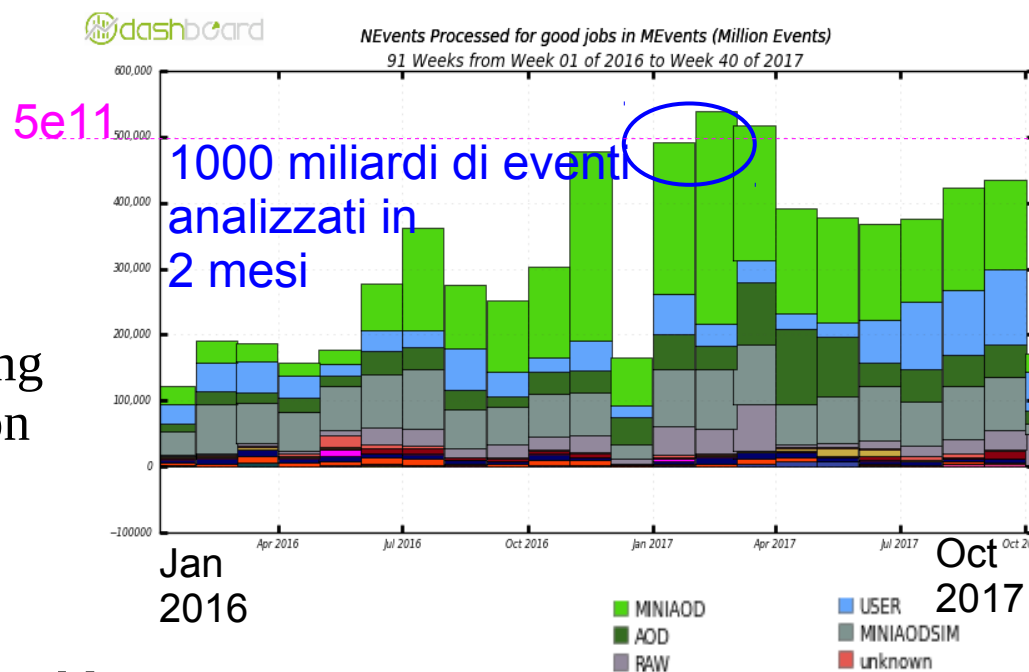 dashboard
NEvents Processed for good jobs in MEvents (Million Events)
91 Weeks from Week 01 of 2016 to Week 40 of 2017
600,000
5e11
500,000
1000 miliardi di eventi
analizzati in
2 mesi
400,000
300,000
200,000
ng
on
100,000
0
-100000
Apr 2016
Jul 2016
Oct 2016
Jan 2017
Apr 2017
Jul 2017
Jan
2016
Oct
2017
MINIAOD
USER
AOD
MINIAODSIM
RAW
unknown